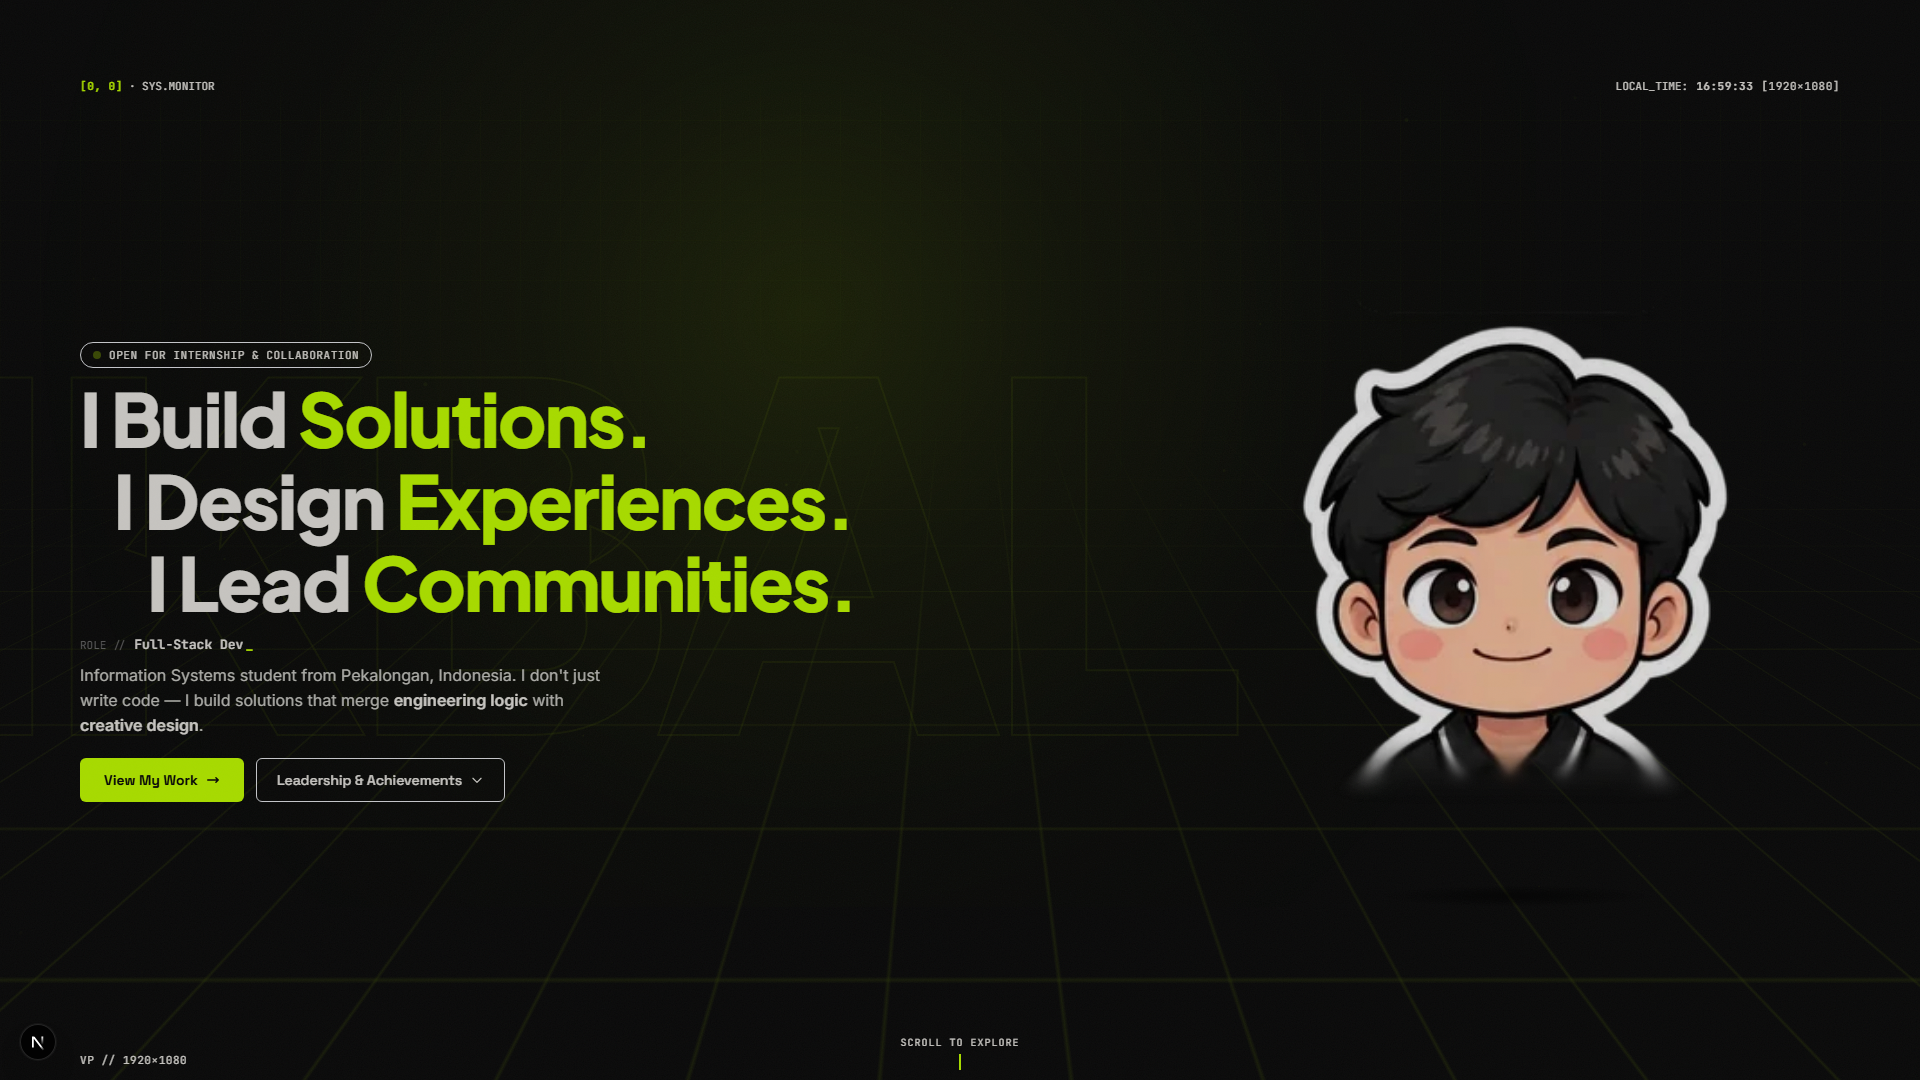 [0, 0] · SYS.MONITOR
LOCAL_TIME: 16:59:33 [1920×1080]
OPEN FOR INTERNSHIP & COLLABORATION
I Build Solutions.
I Design Experiences.
I Lead Communities.
ROLE // Full-Stack Dev_
Information Systems student from Pekalongan, Indonesia. I don't just
write code — I build solutions that merge engineering logic with
creative design.
View My Work →
Leadership & Achievements
IKBAL
SCROLL TO EXPLORE
N
VP // 1920×1080